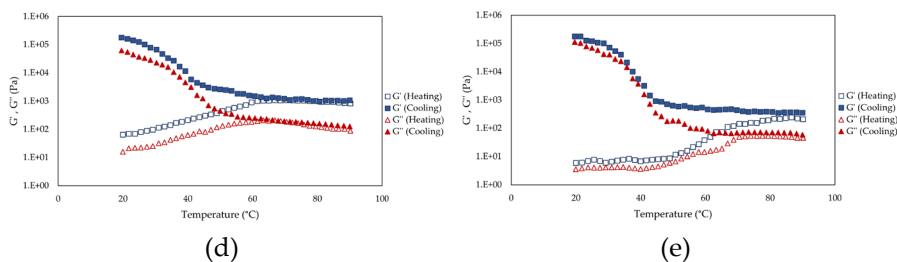 1.E+06
1.E+05
1.E+04
1.E+03
1.E+02
1.E+01
1.E+00
G' , G'' (Pa)
0
20
40
60
80
100
Temperature (°C)
G' (Heating)
G' (Cooling)
G'' (Heating)
G'' (Cooling)
(d)
1.E+06
1.E+05
1.E+04
1.E+03
1.E+02
1.E+01
1.E+00
G' , G'' (Pa)
0
20
40
60
80
100
Temperature (°C)
G' (Heating)
G' (Cooling)
G'' (Heating)
G'' (Cooling)
(e)